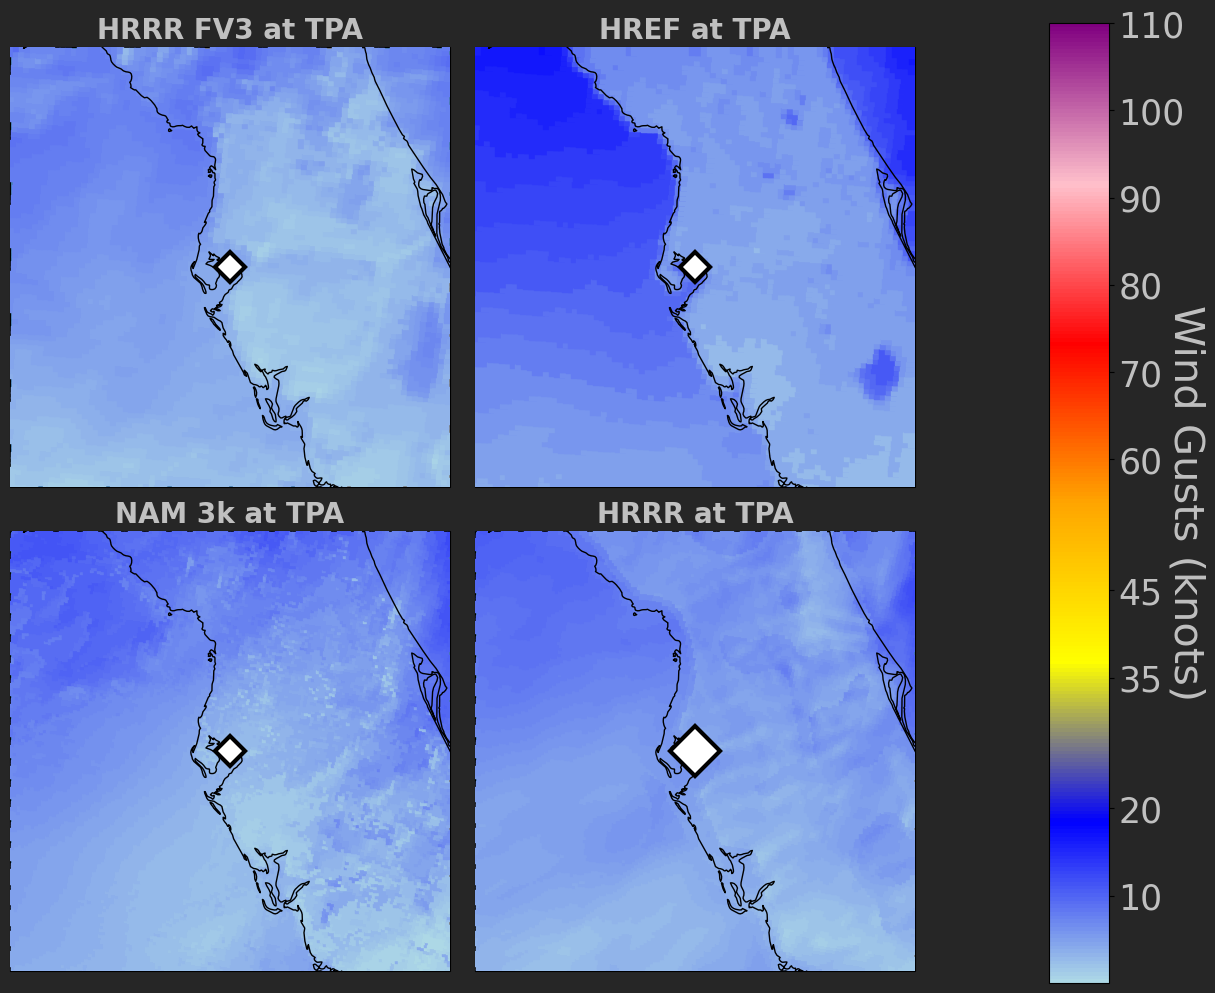 HRRR FV3 at TPA
HREF at TPA
NAM 3k at TPA
HRRR at TPA
110
100
90
80
70
60
45
35
20
10
Wind Gusts (knots)